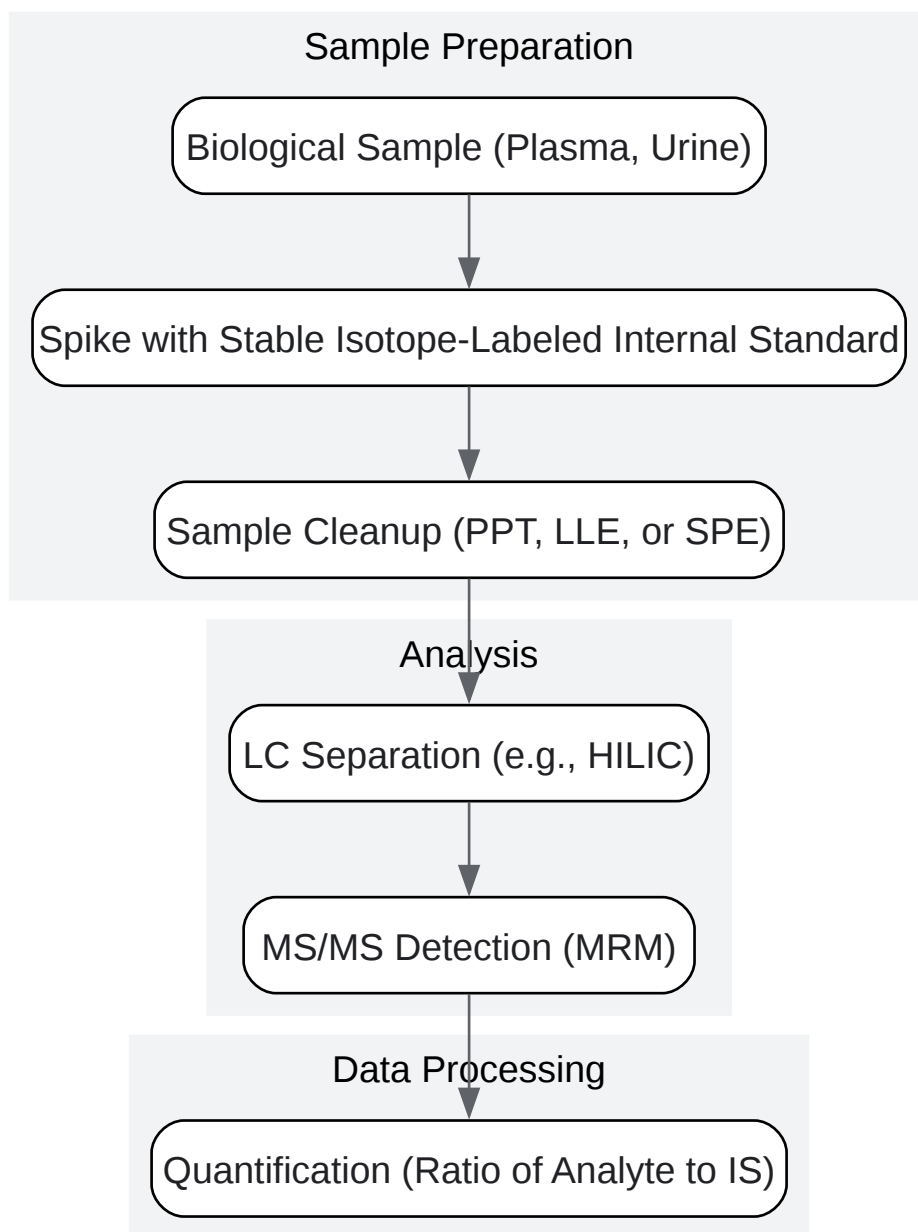 Sample Preparation
Biological Sample (Plasma, Urine)
Spike with Stable Isotope-Labeled Internal Standard
Sample Cleanup (PPT, LLE, or SPE)
Analysis
LC Separation (e.g., HILIC)
MS/MS Detection (MRM)
Data Processing
Quantification (Ratio of Analyte to IS)